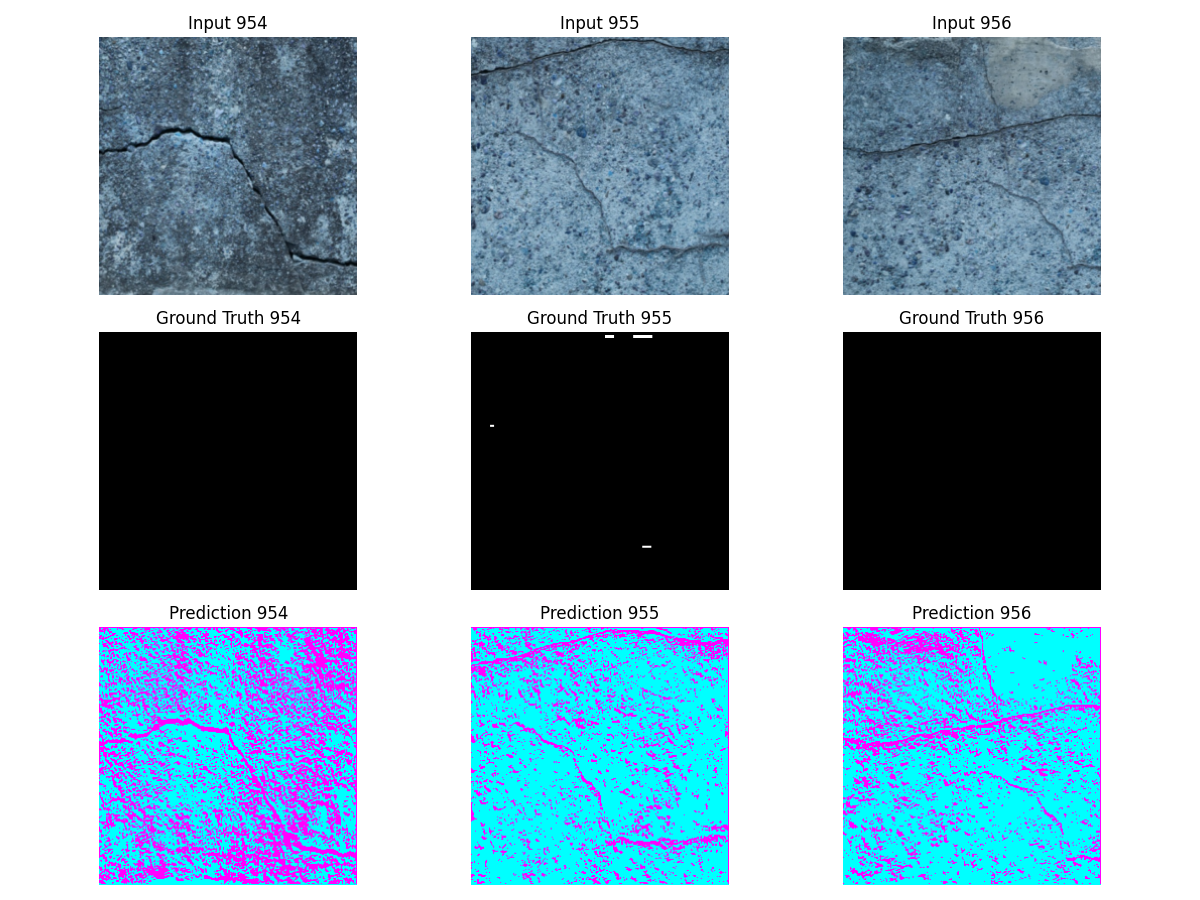 Input 954
Input 955
Input 956
Ground Truth 954
Ground Truth 955
Ground Truth 956
Prediction 954
Prediction 955
Prediction 956